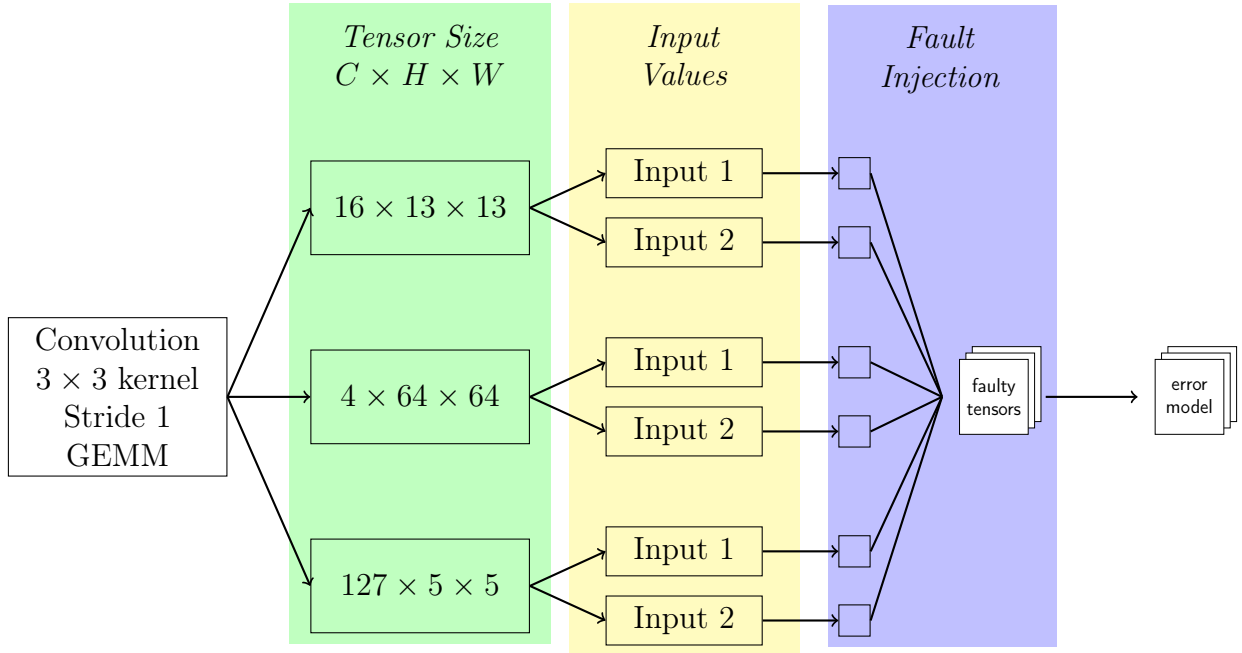 Tensor Size
C × H × W
Input
Values
Fault
Injection
Convolution
3 × 3 kernel
Stride 1
GEMM
16 × 13 × 13
Input 1
Input 2
4 × 64 × 64
Input 1
Input 2
127 × 5 × 5
Input 1
Input 2
faulty
tensors
error
model